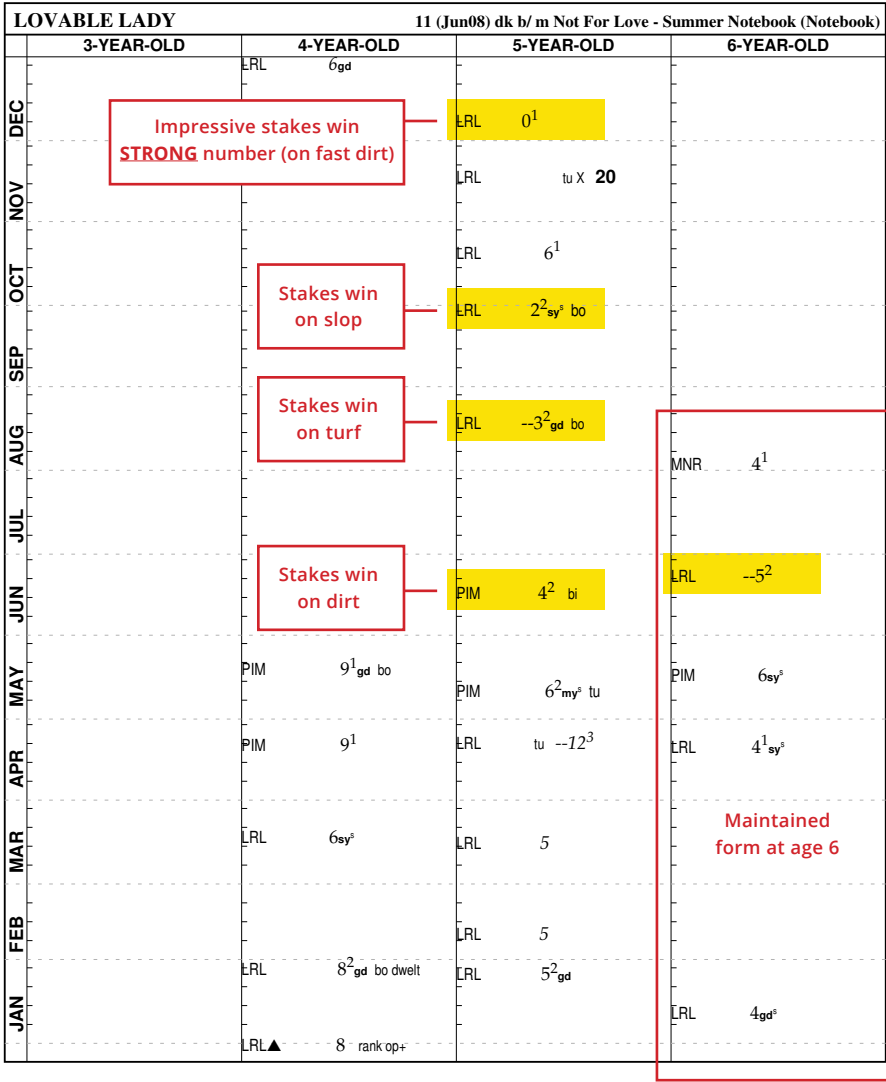 LOVABLE LADY 11 (Jun08) dk b/ m Not For Love - Summer Notebook (Notebook)
3-YEAR-OLD 4-YEAR-OLD 5-YEAR-OLD 6-YEAR-OLD
LRL 6gd
DEC
Impressive stakes win
STRONG number (on fast dirt)
LRL 0¹
NOV
LRL tu X 20
OCT
LRL 6¹
Stakes win
on slop
LRL 2²syˢ bo
SEP
Stakes win
on turf
LRL --3²gd bo
AUG
MNR 4¹
JUL
Stakes win
on dirt
JUN
PIM 4² bi
LRL --5²
MAY
PIM 9¹gd bo
PIM 6²myˢ tu
PIM 6syˢ
APR
PIM 9¹
LRL tu --12³
LRL 4¹syˢ
MAR
LRL 6syˢ
LRL 5
Maintained
form at age 6
FEB
LRL 5
LRL 8²gd bo dwelt
LRL 5²gd
JAN
LRL 4gdˢ
LRL▲ 8 rank op+